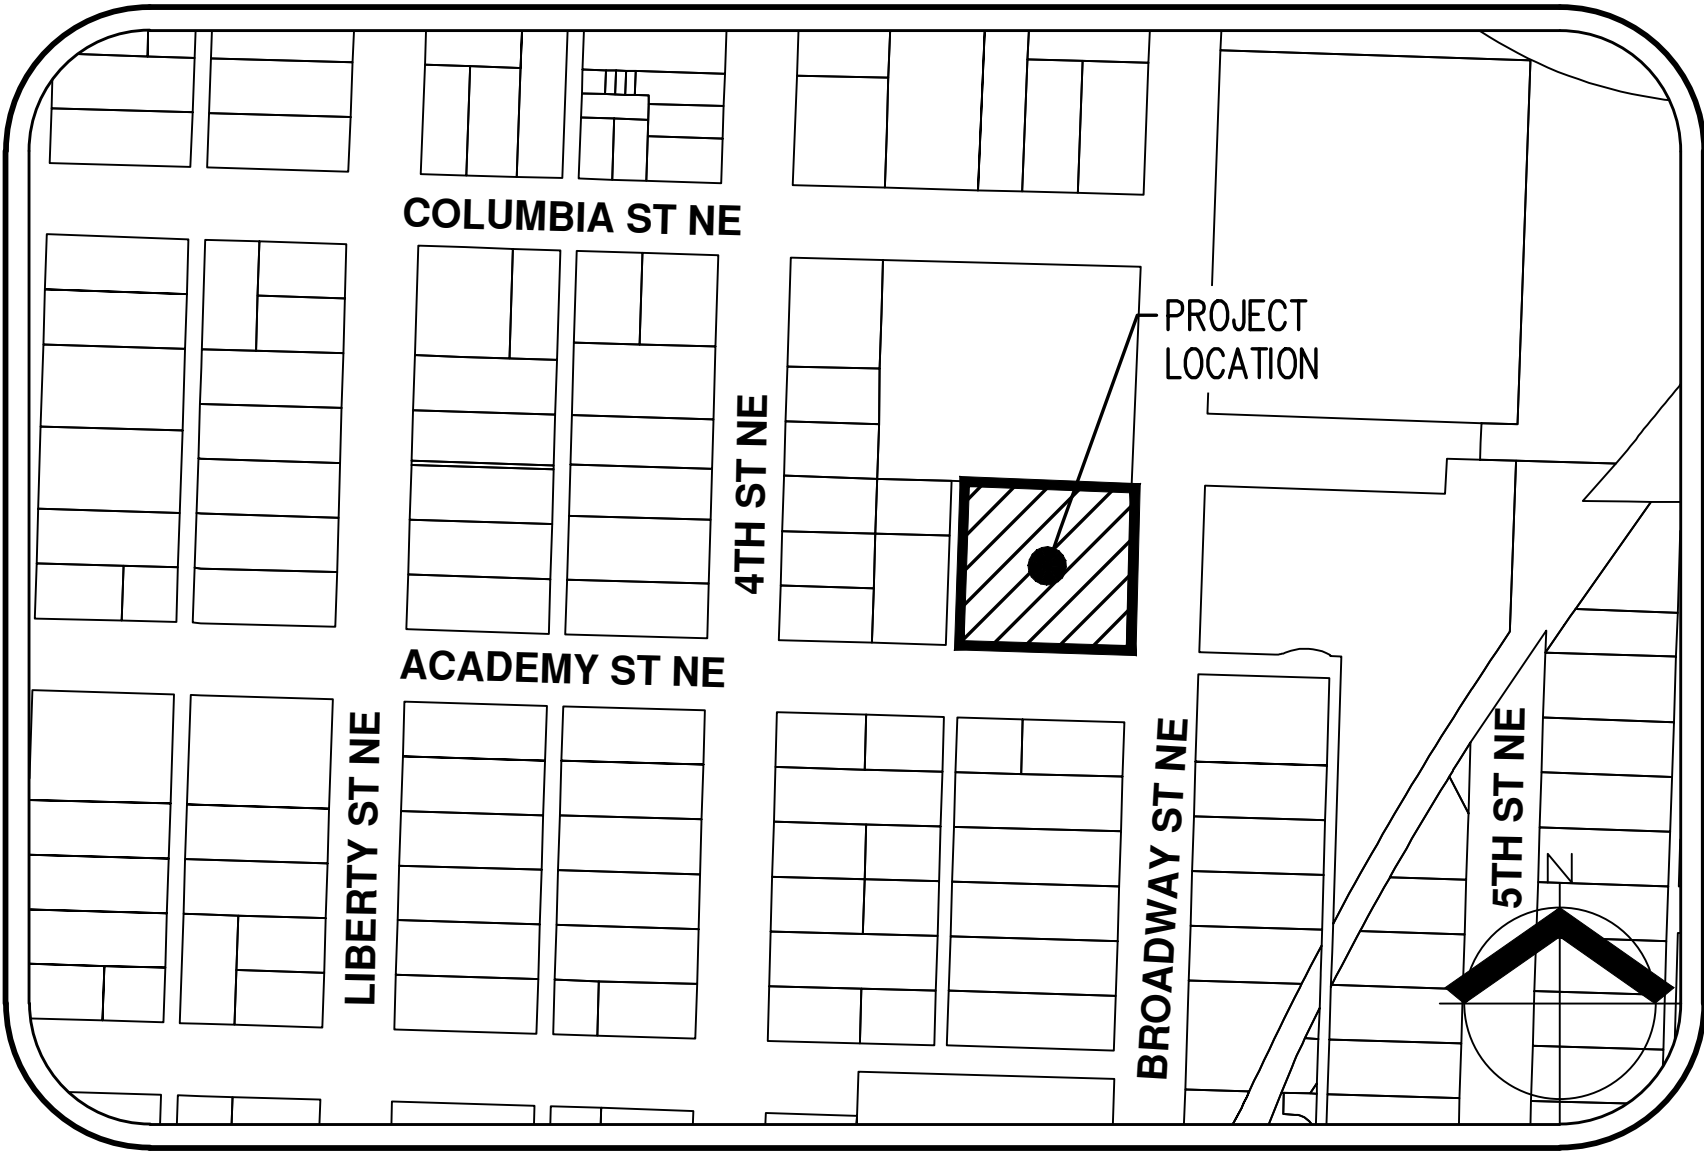 COLUMBIA ST NE
PROJECT
LOCATION
4TH ST NE
ACADEMY ST NE
LIBERTY ST NE
BROADWAY ST NE
5TH ST NE
N